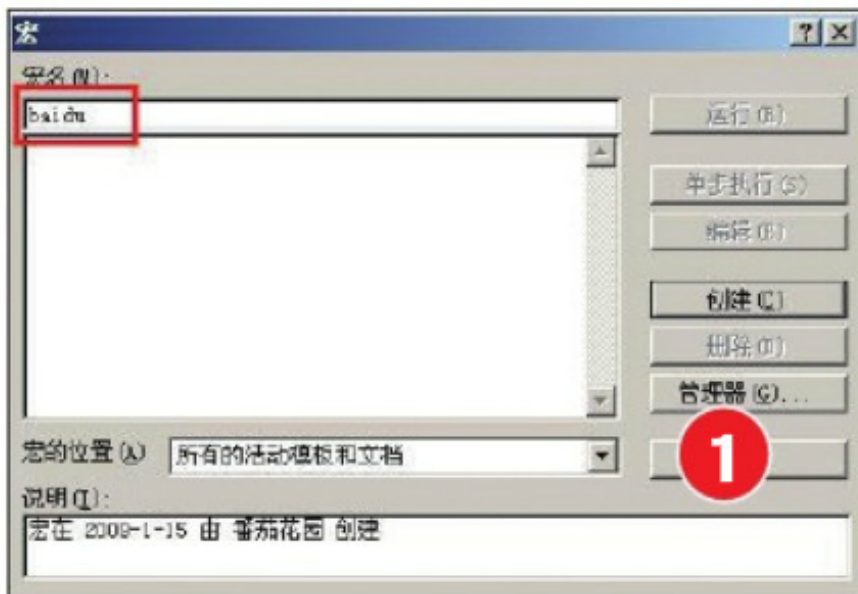 宏
宏名(M):
baidu
运行(R)
单步执行(S)
编辑(E)
创建(C)
删除(D)
管理器(G)...
宏的位置(A)
所有的活动模板和文档
1
说明(I):
宏在 2009-1-15 由 番茄花园 创建